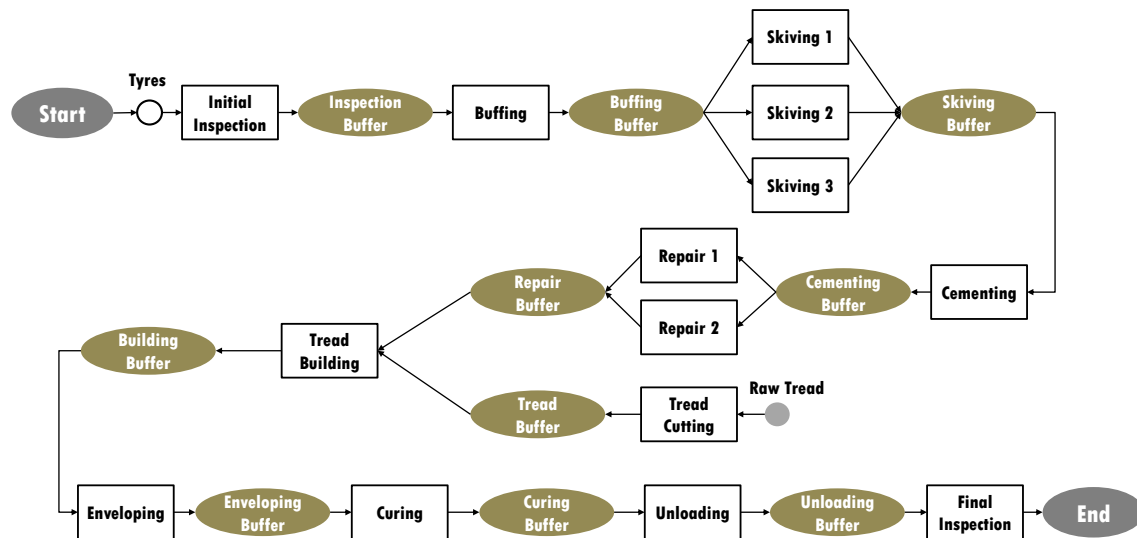 Start
Tyres
Initial
Inspection
Inspection
Buffer
Buffing
Buffing
Buffer
Skiving 1
Skiving 2
Skiving 3
Skiving
Buffer
Cementing
Cementing
Buffer
Repair 1
Repair 2
Repair
Buffer
Raw Tread
Tread
Cutting
Tread
Buffer
Tread
Building
Building
Buffer
Enveloping
Enveloping
Buffer
Curing
Curing
Buffer
Unloading
Unloading
Buffer
Final
Inspection
End